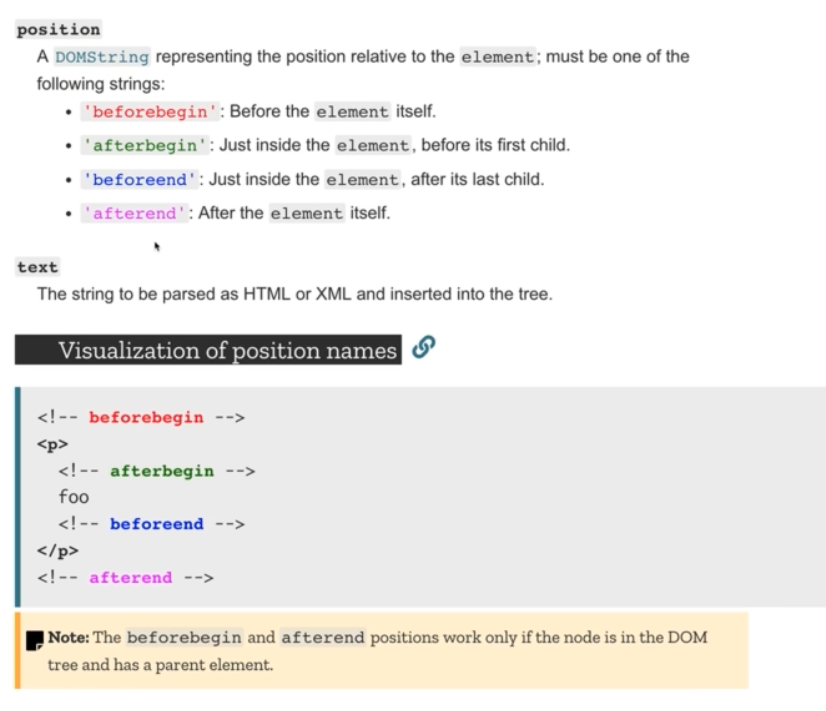 position
A DOMString representing the position relative to the element; must be one of the
following strings:
• 'beforebegin': Before the element itself.
• 'afterbegin': Just inside the element, before its first child.
• 'beforeend': Just inside the element, after its last child.
• 'afterend': After the element itself.
text
The string to be parsed as HTML or XML and inserted into the tree.
Visualization of position names
<!-- beforebegin -->
<p>
<!-- afterbegin -->
foo
<!-- beforeend -->
</p>
<!-- afterend -->
Note: The beforebegin and afterend positions work only if the node is in the DOM
tree and has a parent element.